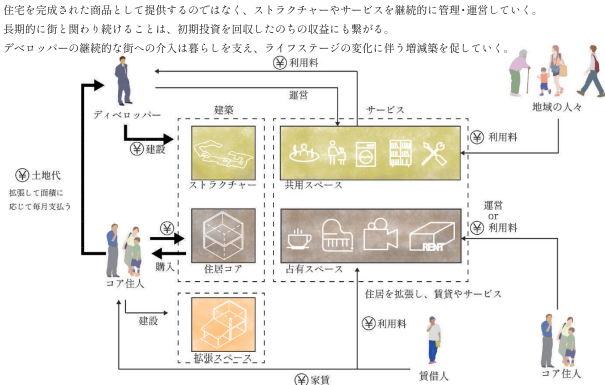 住宅を完成された商品として提供するのではなく、ストラクチャーやサービスを継続的に管理・運営していく。
長期的に街と関わり続けることは、初期投資を回収したのちの収益にも繋がる。
デベロッパーの継続的な街への介入は暮らしを支え、ライフステージの変化に伴う増減築を促していく。
¥利用料
運営
ディベロッパー
建築
サービス
地域の人々
¥建設
¥利用料
ストラクチャー
共用スペース
¥土地代
拡張して面積に
応じて毎月支払う
¥
購入
コア住人
住居コア
RENT
占有スペース
運営
or
¥利用料
住居を拡張し、賃貸やサービス
建設
拡張スペース
¥利用料
賃借人
コア住人
¥家賃